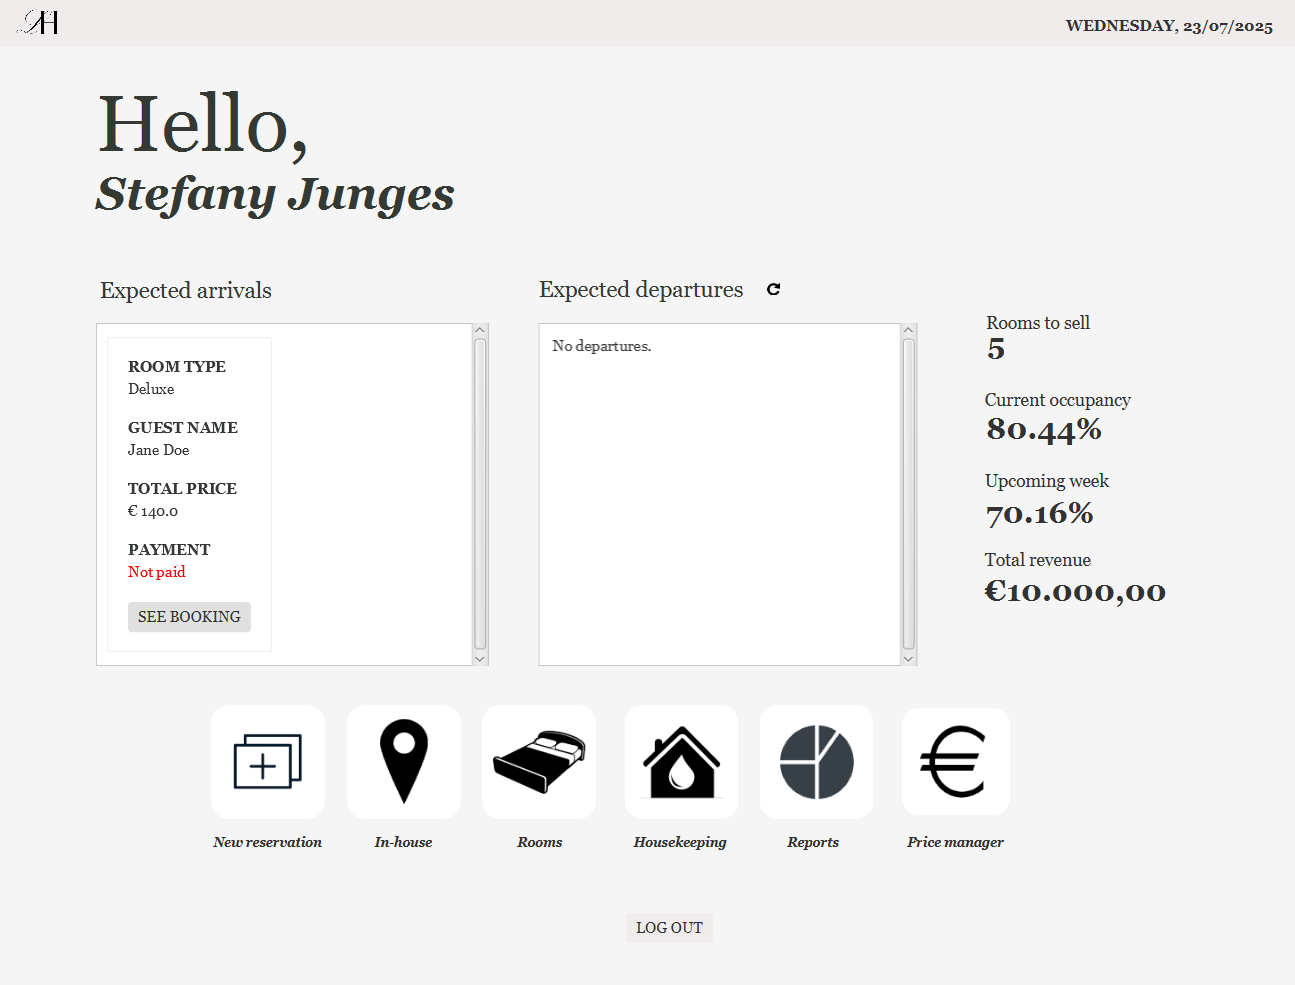 AH
WEDNESDAY, 23/07/2025
Hello,
Stefany Junges
Expected arrivals
ROOM TYPE
Deluxe
GUEST NAME
Jane Doe
TOTAL PRICE
€ 140.0
PAYMENT
Not paid
SEE BOOKING
Expected departures
No departures.
Rooms to sell
5
Current occupancy
80.44%
Upcoming week
70.16%
Total revenue
€10.000,00
New reservation
In-house
Rooms
Housekeeping
Reports
Price manager
LOG OUT